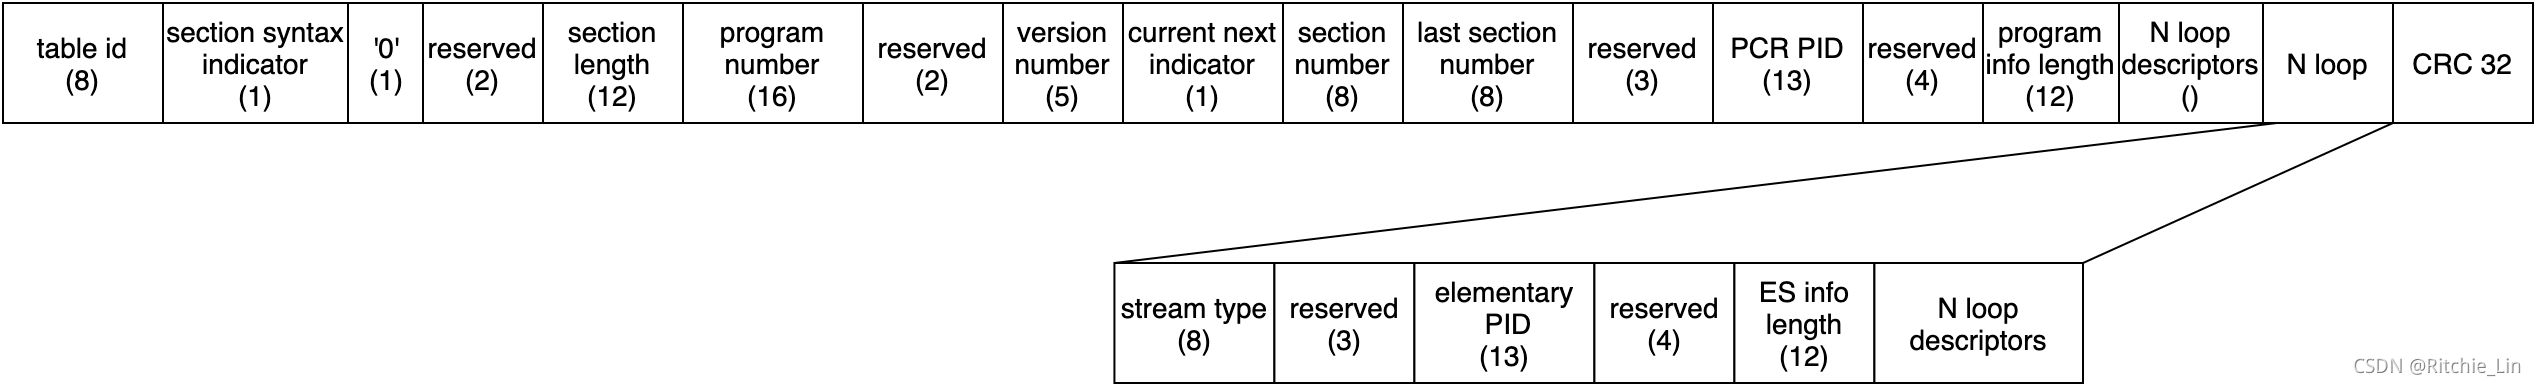 table id
(8)
section syntax
indicator
(1)
'0'
(1)
reserved
(2)
section
length
(12)
program
number
(16)
reserved
(2)
version
number
(5)
current next
indicator
(1)
section
number
(8)
last section
number
(8)
reserved
(3)
PCR PID
(13)
reserved
(4)
program
info length
(12)
N loop
descriptors
()
N loop
CRC 32
stream type
(8)
reserved
(3)
elementary
PID
(13)
reserved
(4)
ES info
length
(12)
N loop
descriptors
CSDN @Ritchie_Lin